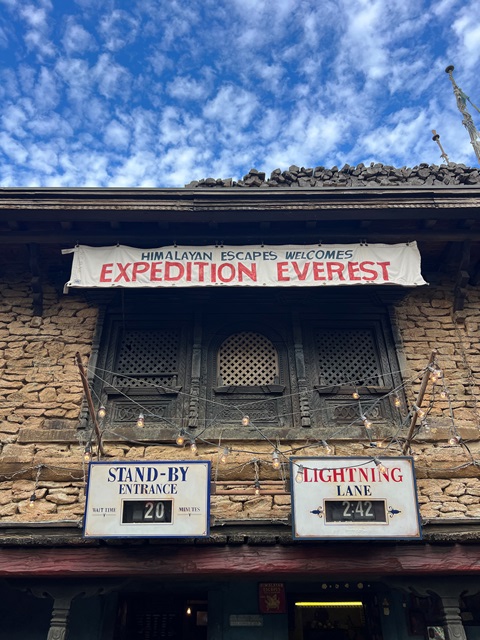 HIMALAYAN ESCAPES WELCOMES
EXPEDITION EVEREST
STAND-BY
ENTRANCE
WAIT TIME 20 MINUTES
LIGHTNING
LANE
2:42